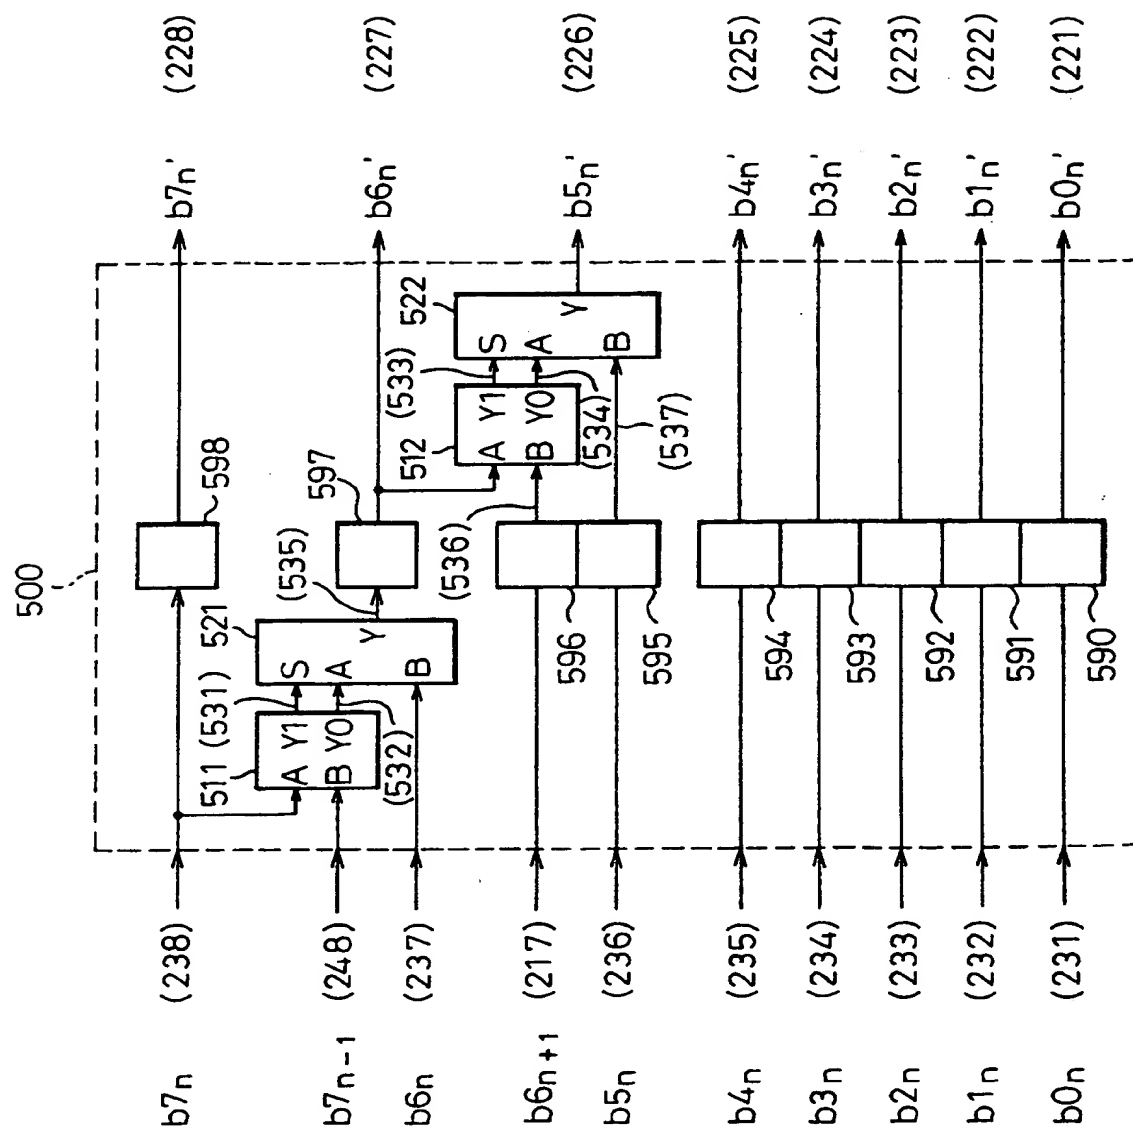 500
b7n (238) 598 b7n' (228)
511 (531) 521 (535) 597
A Y1 S
b7n-1 (248) B Y0 A Y b6n' (227)
(532)
b6n (237) B
(536) 512 (533) 522
A Y1 S
b6n+1 (217) 596 B Y0 A Y b5n' (226)
(534)
b5n (236) 595 (537) B
b4n (235) 594 b4n' (225)
b3n (234) 593 b3n' (224)
b2n (233) 592 b2n' (223)
b1n (232) 591 b1n' (222)
b0n (231) 590 b0n' (221)